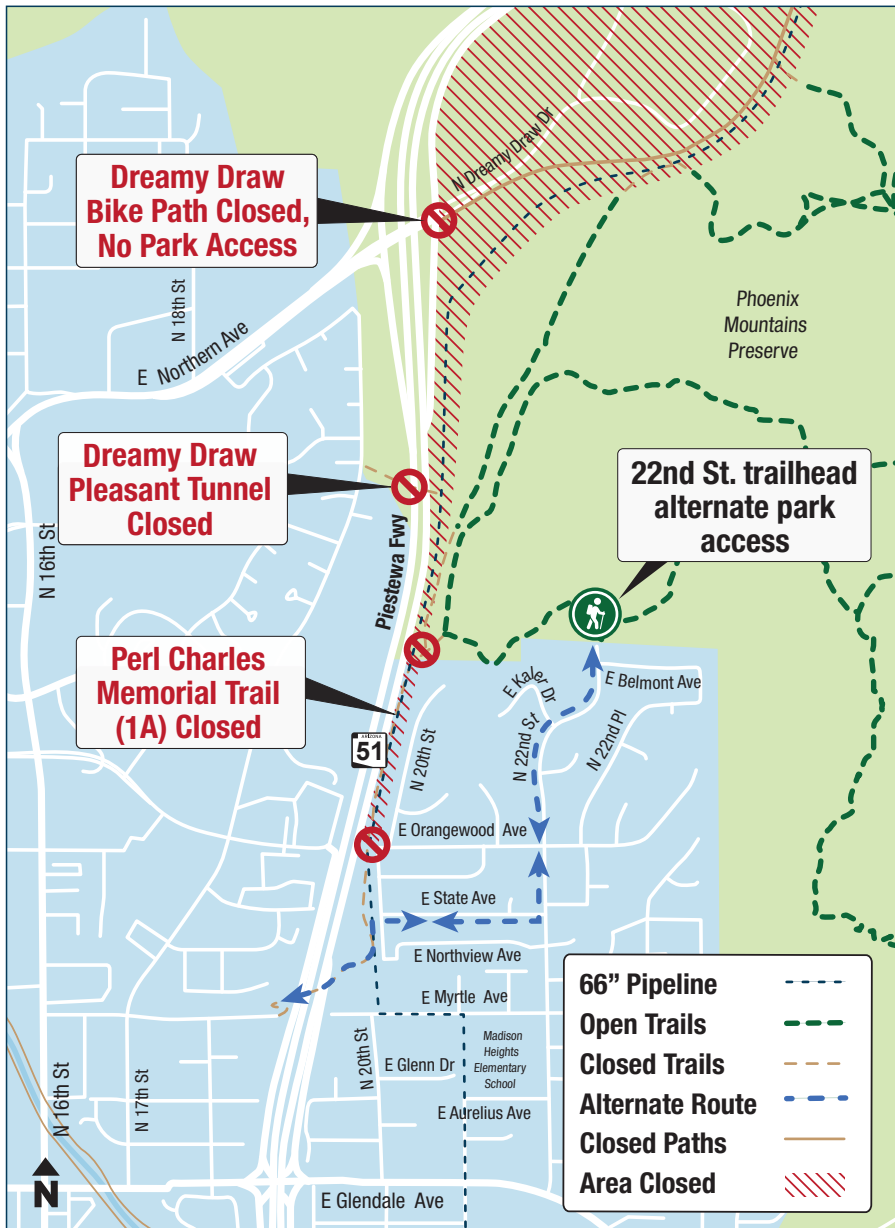 Dreamy Draw
Bike Path Closed,
No Park Access
N Dreamy Draw Dr
N 18th St
E Northern Ave
Phoenix
Mountains
Preserve
Dreamy Draw
Pleasant Tunnel
Closed
22nd St. trailhead
alternate park
access
N 16th St
Piestewa Fwy
Perl Charles
Memorial Trail
(1A) Closed
E Kaler Dr
E Belmont Ave
ARIZONA
51
N 20th St
N 22nd St
N 22nd Pl
E Orangewood Ave
E State Ave
E Northview Ave
E Myrtle Ave
N 20th St
Madison
Heights
Elementary
School
E Glenn Dr
N 17th St
N 16th St
E Aurelius Ave
E Glendale Ave
N
66” Pipeline
Open Trails
Closed Trails
Alternate Route
Closed Paths
Area Closed